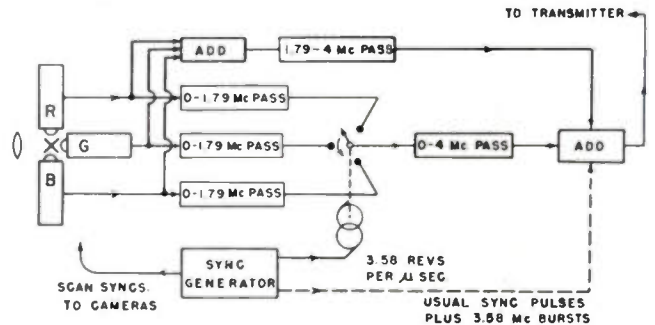 TO TRANSMITTER
ADD
1.79-4 Mc PASS
R
0-1.79 Mc PASS
G
0-1.79 Mc PASS
0-4 Mc PASS
ADD
B
0-1.79 Mc PASS
SYNC
GENERATOR
3.58 REVS
PER μSEC
SCAN SYNCS.
TO CAMERAS
USUAL SYNC PULSES
PLUS 3.58 Mc BURSTS